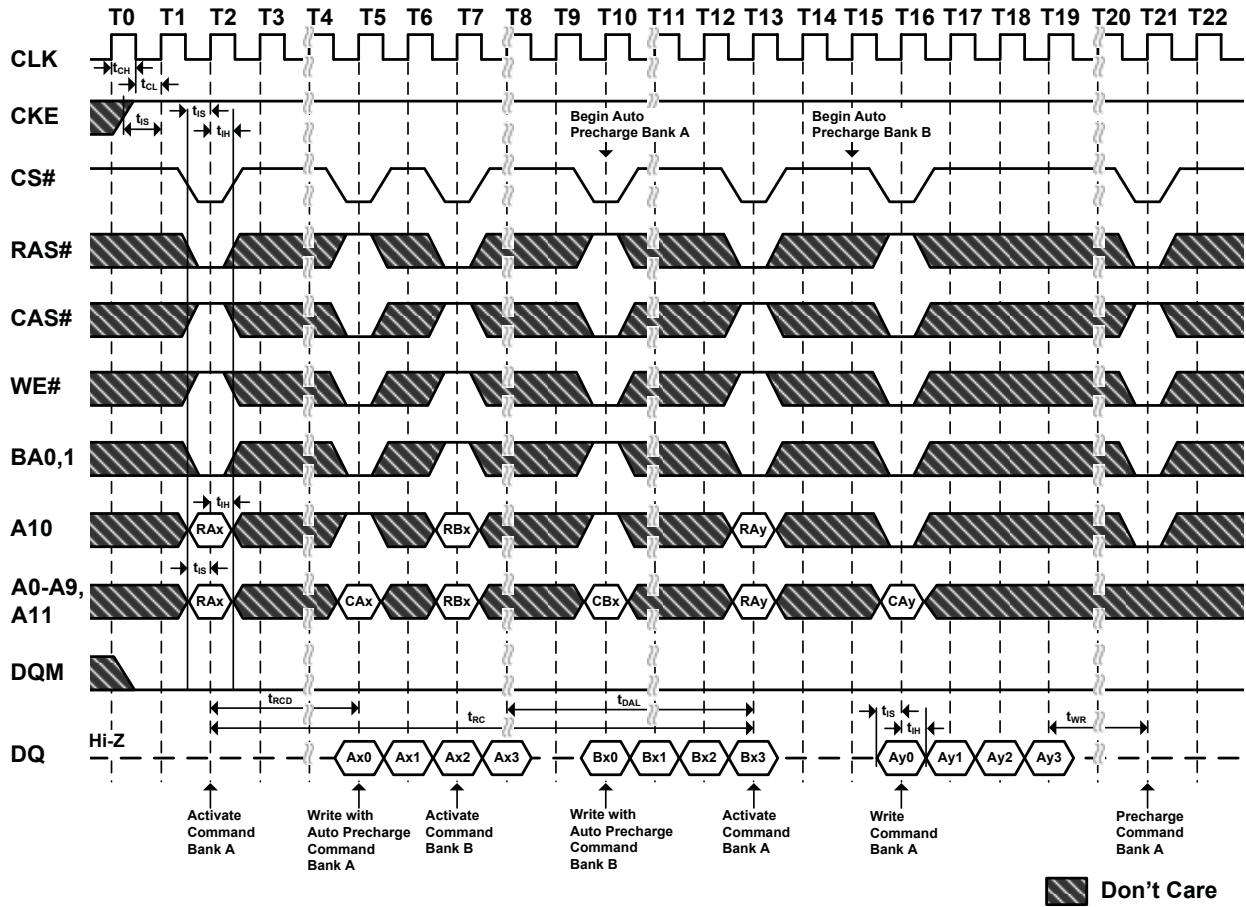 T0 T1 T2 T3 T4 T5 T6 T7 T8 T9 T10 T11 T12 T13 T14 T15 T16 T17 T18 T19 T20 T21 T22
CLK
tCH
tCL
CKE
tIS
tIS
tIH
Begin Auto
Precharge Bank A
Begin Auto
Precharge Bank B
CS#
RAS#
CAS#
WE#
BA0,1
tIH
A10
RAx RBx RAy
tIS
A0-A9,
A11
RAx CAx RBx CBx RAy CAy
DQM
tRCD
tRC
tDAL
tIS
tIH
tWR
Hi-Z
DQ
Ax0 Ax1 Ax2 Ax3 Bx0 Bx1 Bx2 Bx3 Ay0 Ay1 Ay2 Ay3
Activate
Command
Bank A
Write with
Auto Precharge
Command
Bank A
Activate
Command
Bank B
Write with
Auto Precharge
Command
Bank B
Activate
Command
Bank A
Write
Command
Bank A
Precharge
Command
Bank A
Don't Care